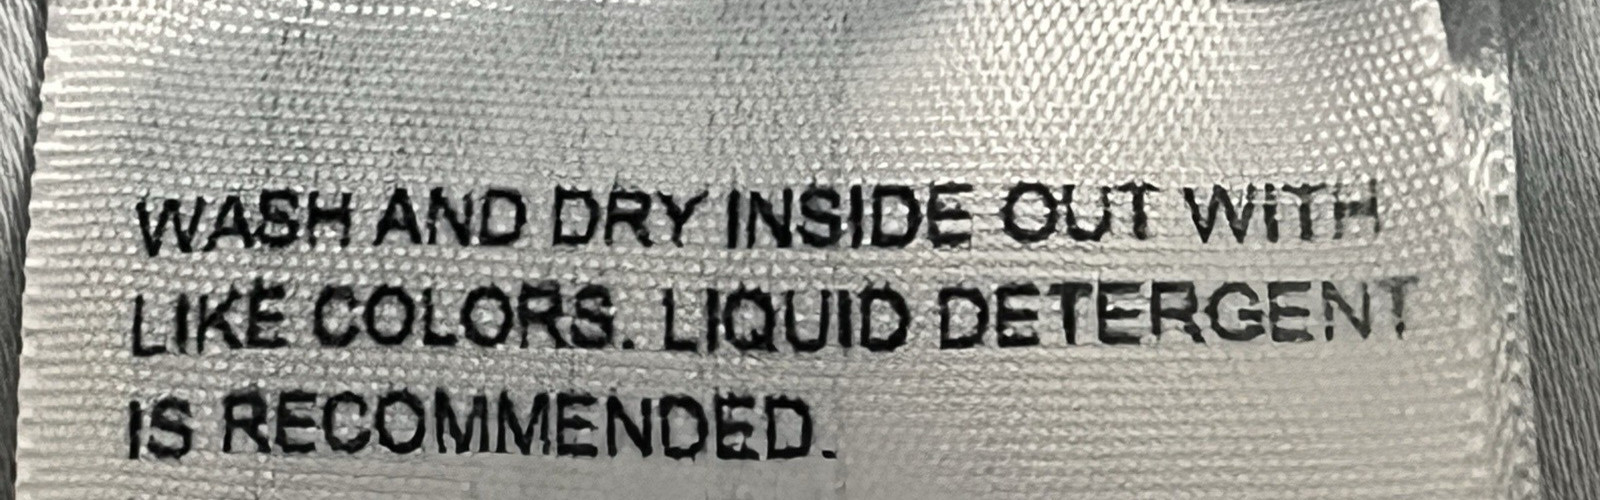 WASH AND DRY INSIDE OUT WITH
LIKE COLORS. LIQUID DETERGENT
IS RECOMMENDED.